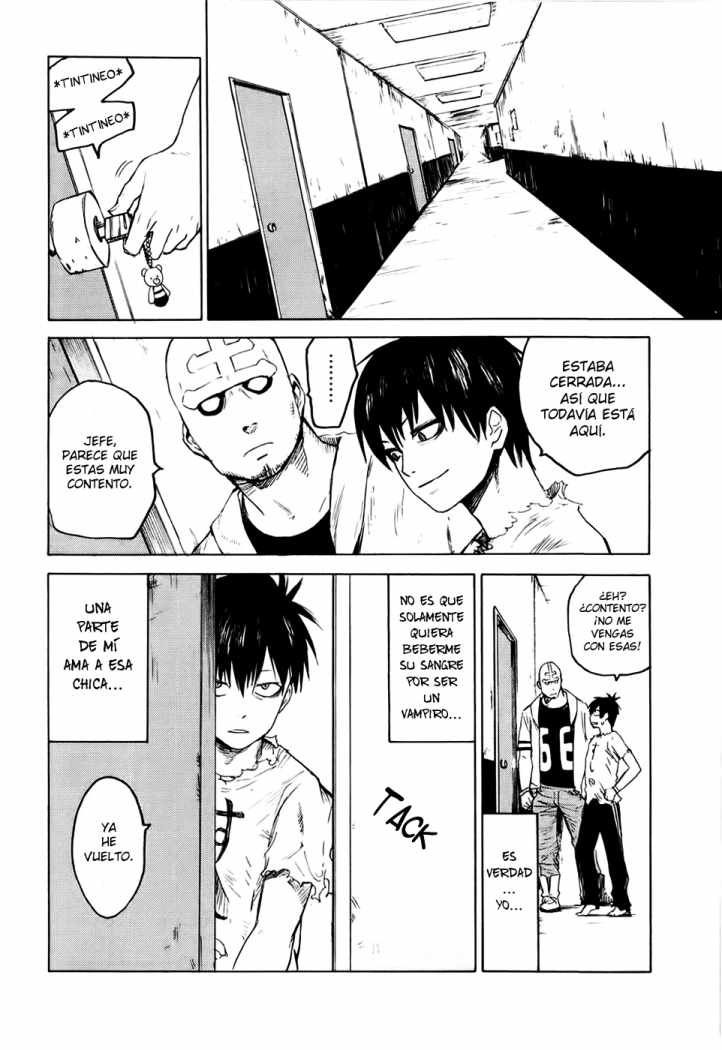 *TINTINEO*
*TINTINEO*
ESTABA
CERRADA...
ASÍ QUE
TODAVÍA ESTÁ
AQUÍ.
........
JEFE,
PARECE QUE
ESTAS MUY
CONTENTO.
¿EH?
¿CONTENTO?
¡NO ME
VENGAS
CON ESAS!
66
ES
VERDAD
...
YO...
NO ES QUE
SOLAMENTE
QUIERA
BEBERME
SU SANGRE
POR SER
UN
VAMPIRO...
TACK
UNA
PARTE
DE MÍ
AMA A ESA
CHICA...
す
YA
HE
VUELTO.